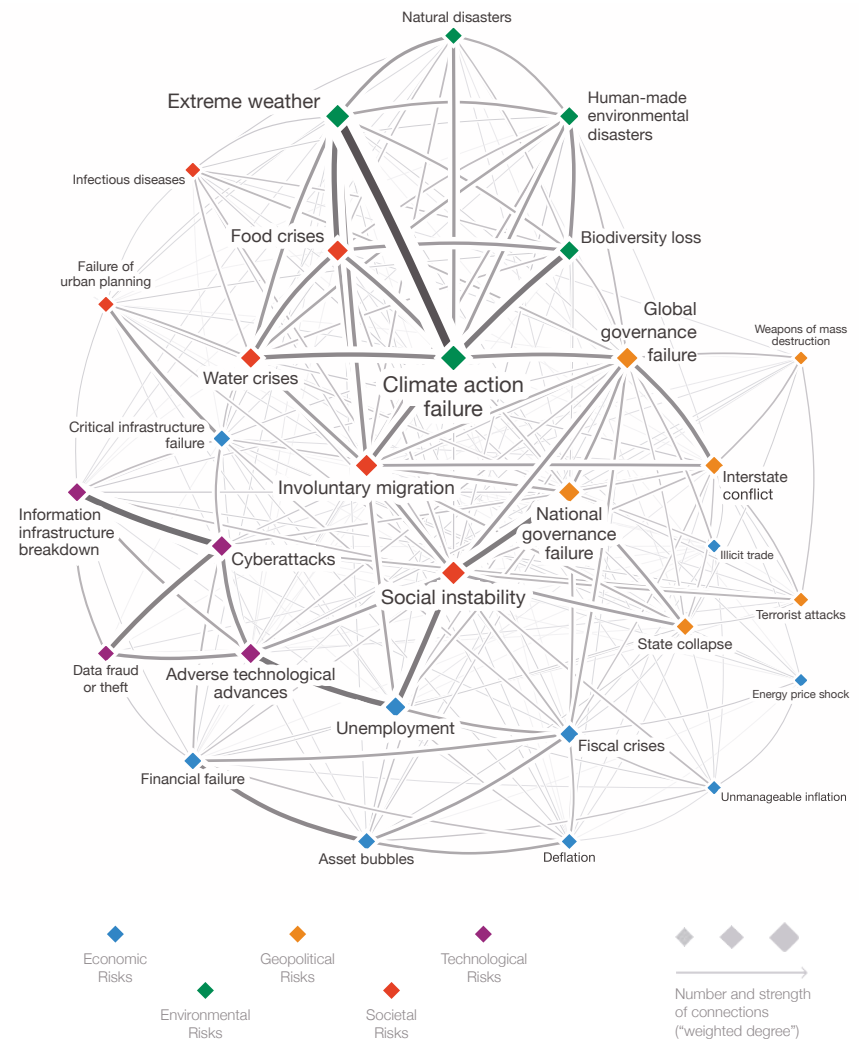 Natural disasters
Extreme weather
Human-made
environmental
disasters
Infectious diseases
Food crises
Biodiversity loss
Failure of
urban planning
Global
governance
failure
Weapons of mass
destruction
Water crises
Climate action
failure
Critical infrastructure
failure
Involuntary migration
Interstate
conflict
Information
infrastructure
breakdown
National
governance
failure
Cyberattacks
Illicit trade
Social instability
Terrorist attacks
State collapse
Data fraud
or theft
Adverse technological
advances
Energy price shock
Unemployment
Fiscal crises
Financial failure
Unmanageable inflation
Asset bubbles
Deflation
Economic
Risks
Geopolitical
Risks
Technological
Risks
Environmental
Risks
Societal
Risks
Number and strength
of connections
(“weighted degree”)